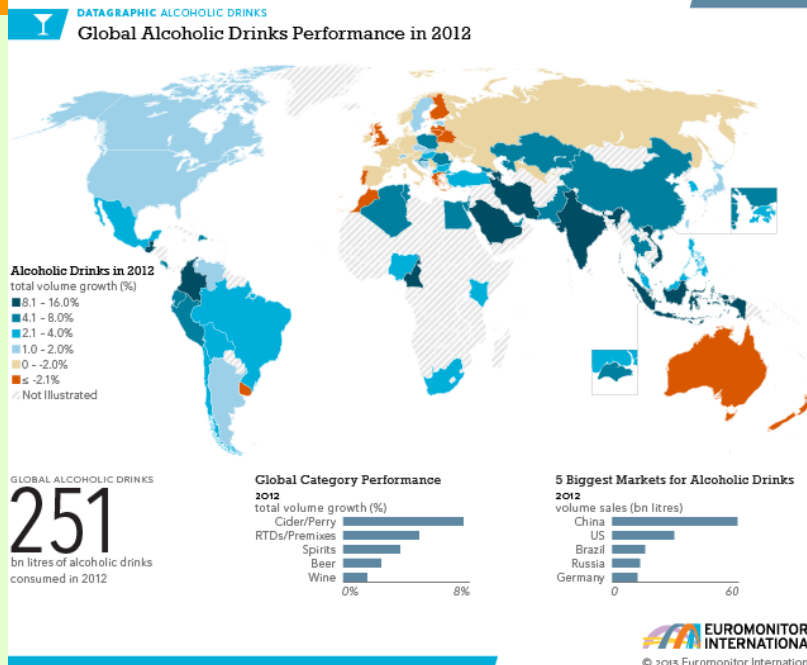 DATAGRAPHIC ALCOHOLIC DRINKS
Global Alcoholic Drinks Performance in 2012
Alcoholic Drinks in 2012
total volume growth (%)
8.1 - 16.0%
4.1 - 8.0%
2.1 - 4.0%
1.0 - 2.0%
0 - -2.0%
≤ -2.1%
Not Illustrated
GLOBAL ALCOHOLIC DRINKS
251
bn litres of alcoholic drinks
consumed in 2012
Global Category Performance
2012
total volume growth (%)
Cider/Perry
RTDs/Premixes
Spirits
Beer
Wine
0% 8%
5 Biggest Markets for Alcoholic Drinks
2012
volume sales (bn litres)
China
US
Brazil
Russia
Germany
0 60
EUROMONITOR
INTERNATIONA
© 2013 Euromonitor Internation